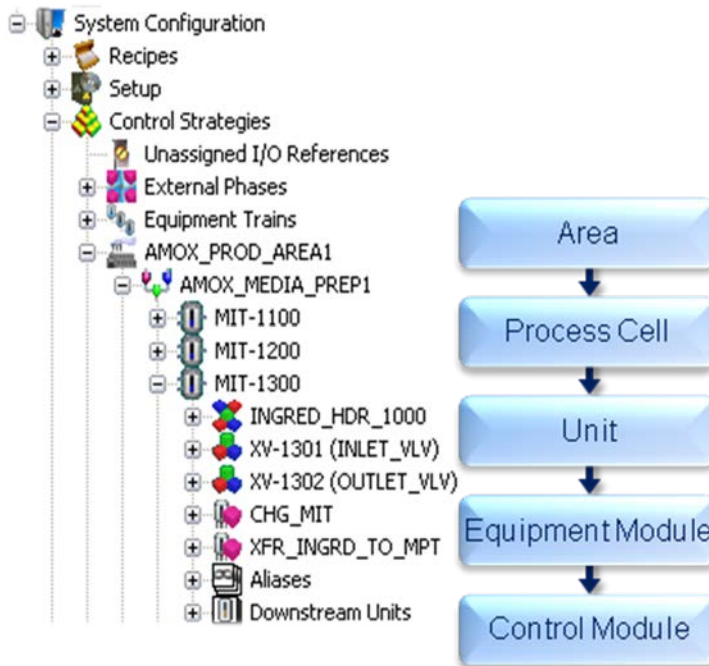 System Configuration
Recipes
Setup
Control Strategies
Unassigned I/O References
External Phases
Equipment Trains
AMOX_PROD_AREA1
AMOX_MEDIA_PREP1
MIT-1100
MIT-1200
MIT-1300
INGRED_HDR_1000
XV-1301 (INLET_VLV)
XV-1302 (OUTLET_VLV)
CHG_MIT
XFR_INGRD_TO_MPT
Aliases
Downstream Units
Area
Process Cell
Unit
Equipment Module
Control Module